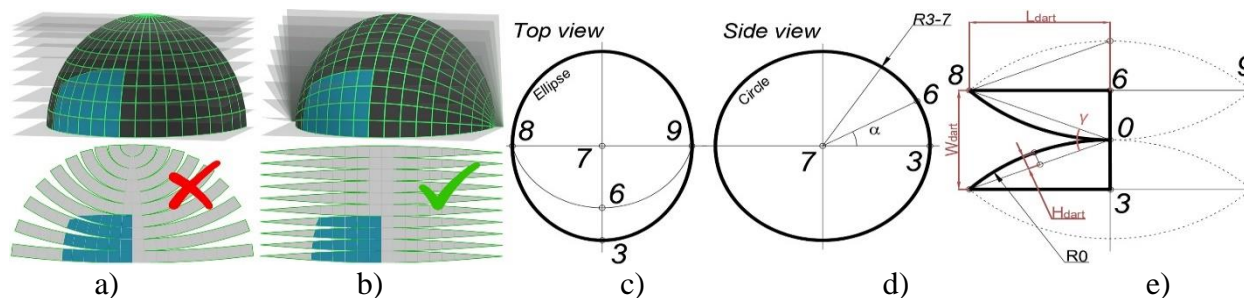 Top view
Ellipse
8
9
7
6
3
Side view
R3-7
Circle
6
α
7
3
Ldart
8
6
9
Wdart
γ
0
3
Hdart
R0
a)
b)
c)
d)
e)